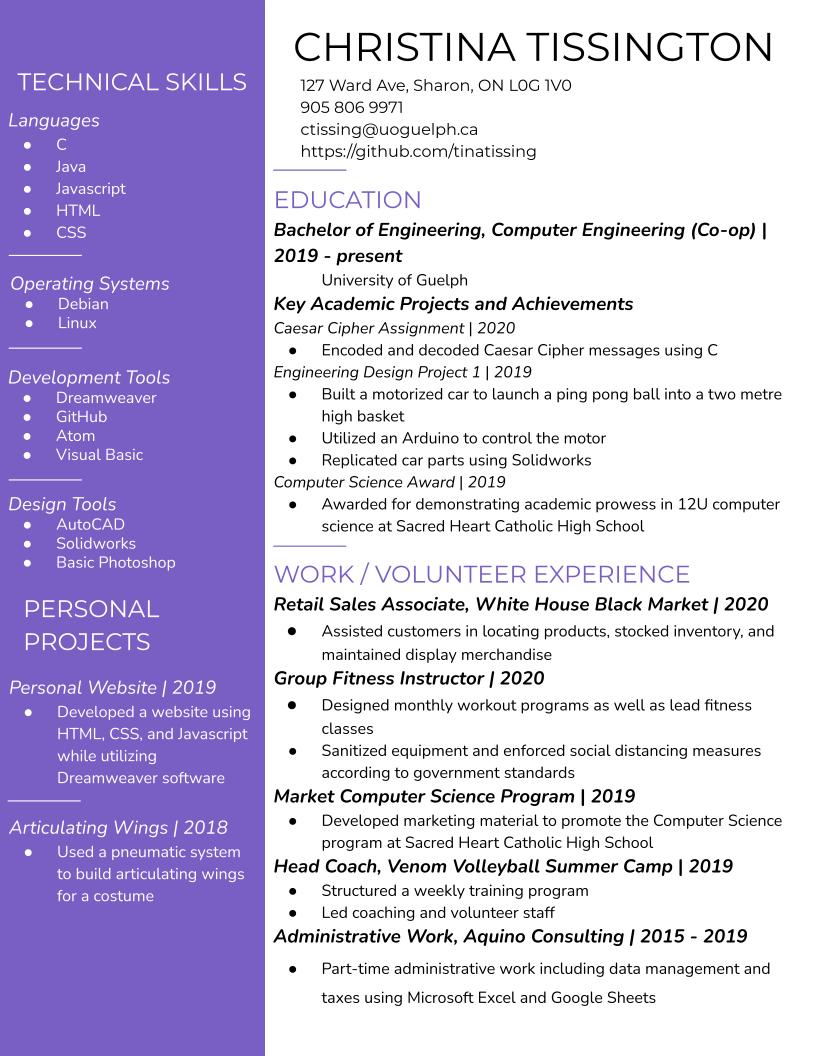 TECHNICAL SKILLS
Languages
● C
● Java
● Javascript
● HTML
● CSS
Operating Systems
● Debian
● Linux
Development Tools
● Dreamweaver
● GitHub
● Atom
● Visual Basic
Design Tools
● AutoCAD
● Solidworks
● Basic Photoshop
PERSONAL
PROJECTS
Personal Website | 2019
● Developed a website using
HTML, CSS, and Javascript
while utilizing
Dreamweaver software
Articulating Wings | 2018
● Used a pneumatic system
to build articulating wings
for a costume
CHRISTINA TISSINGTON
127 Ward Ave, Sharon, ON L0G 1V0
905 806 9971
ctissing@uoguelph.ca
https://github.com/tinatissing
EDUCATION
Bachelor of Engineering, Computer Engineering (Co-op) |
2019 - present
University of Guelph
Key Academic Projects and Achievements
Caesar Cipher Assignment | 2020
● Encoded and decoded Caesar Cipher messages using C
Engineering Design Project 1 | 2019
● Built a motorized car to launch a ping pong ball into a two metre
high basket
● Utilized an Arduino to control the motor
● Replicated car parts using Solidworks
Computer Science Award | 2019
● Awarded for demonstrating academic prowess in 12U computer
science at Sacred Heart Catholic High School
WORK / VOLUNTEER EXPERIENCE
Retail Sales Associate, White House Black Market | 2020
● Assisted customers in locating products, stocked inventory, and
maintained display merchandise
Group Fitness Instructor | 2020
● Designed monthly workout programs as well as lead fitness
classes
● Sanitized equipment and enforced social distancing measures
according to government standards
Market Computer Science Program | 2019
● Developed marketing material to promote the Computer Science
program at Sacred Heart Catholic High School
Head Coach, Venom Volleyball Summer Camp | 2019
● Structured a weekly training program
● Led coaching and volunteer staff
Administrative Work, Aquino Consulting | 2015 - 2019
● Part-time administrative work including data management and
taxes using Microsoft Excel and Google Sheets